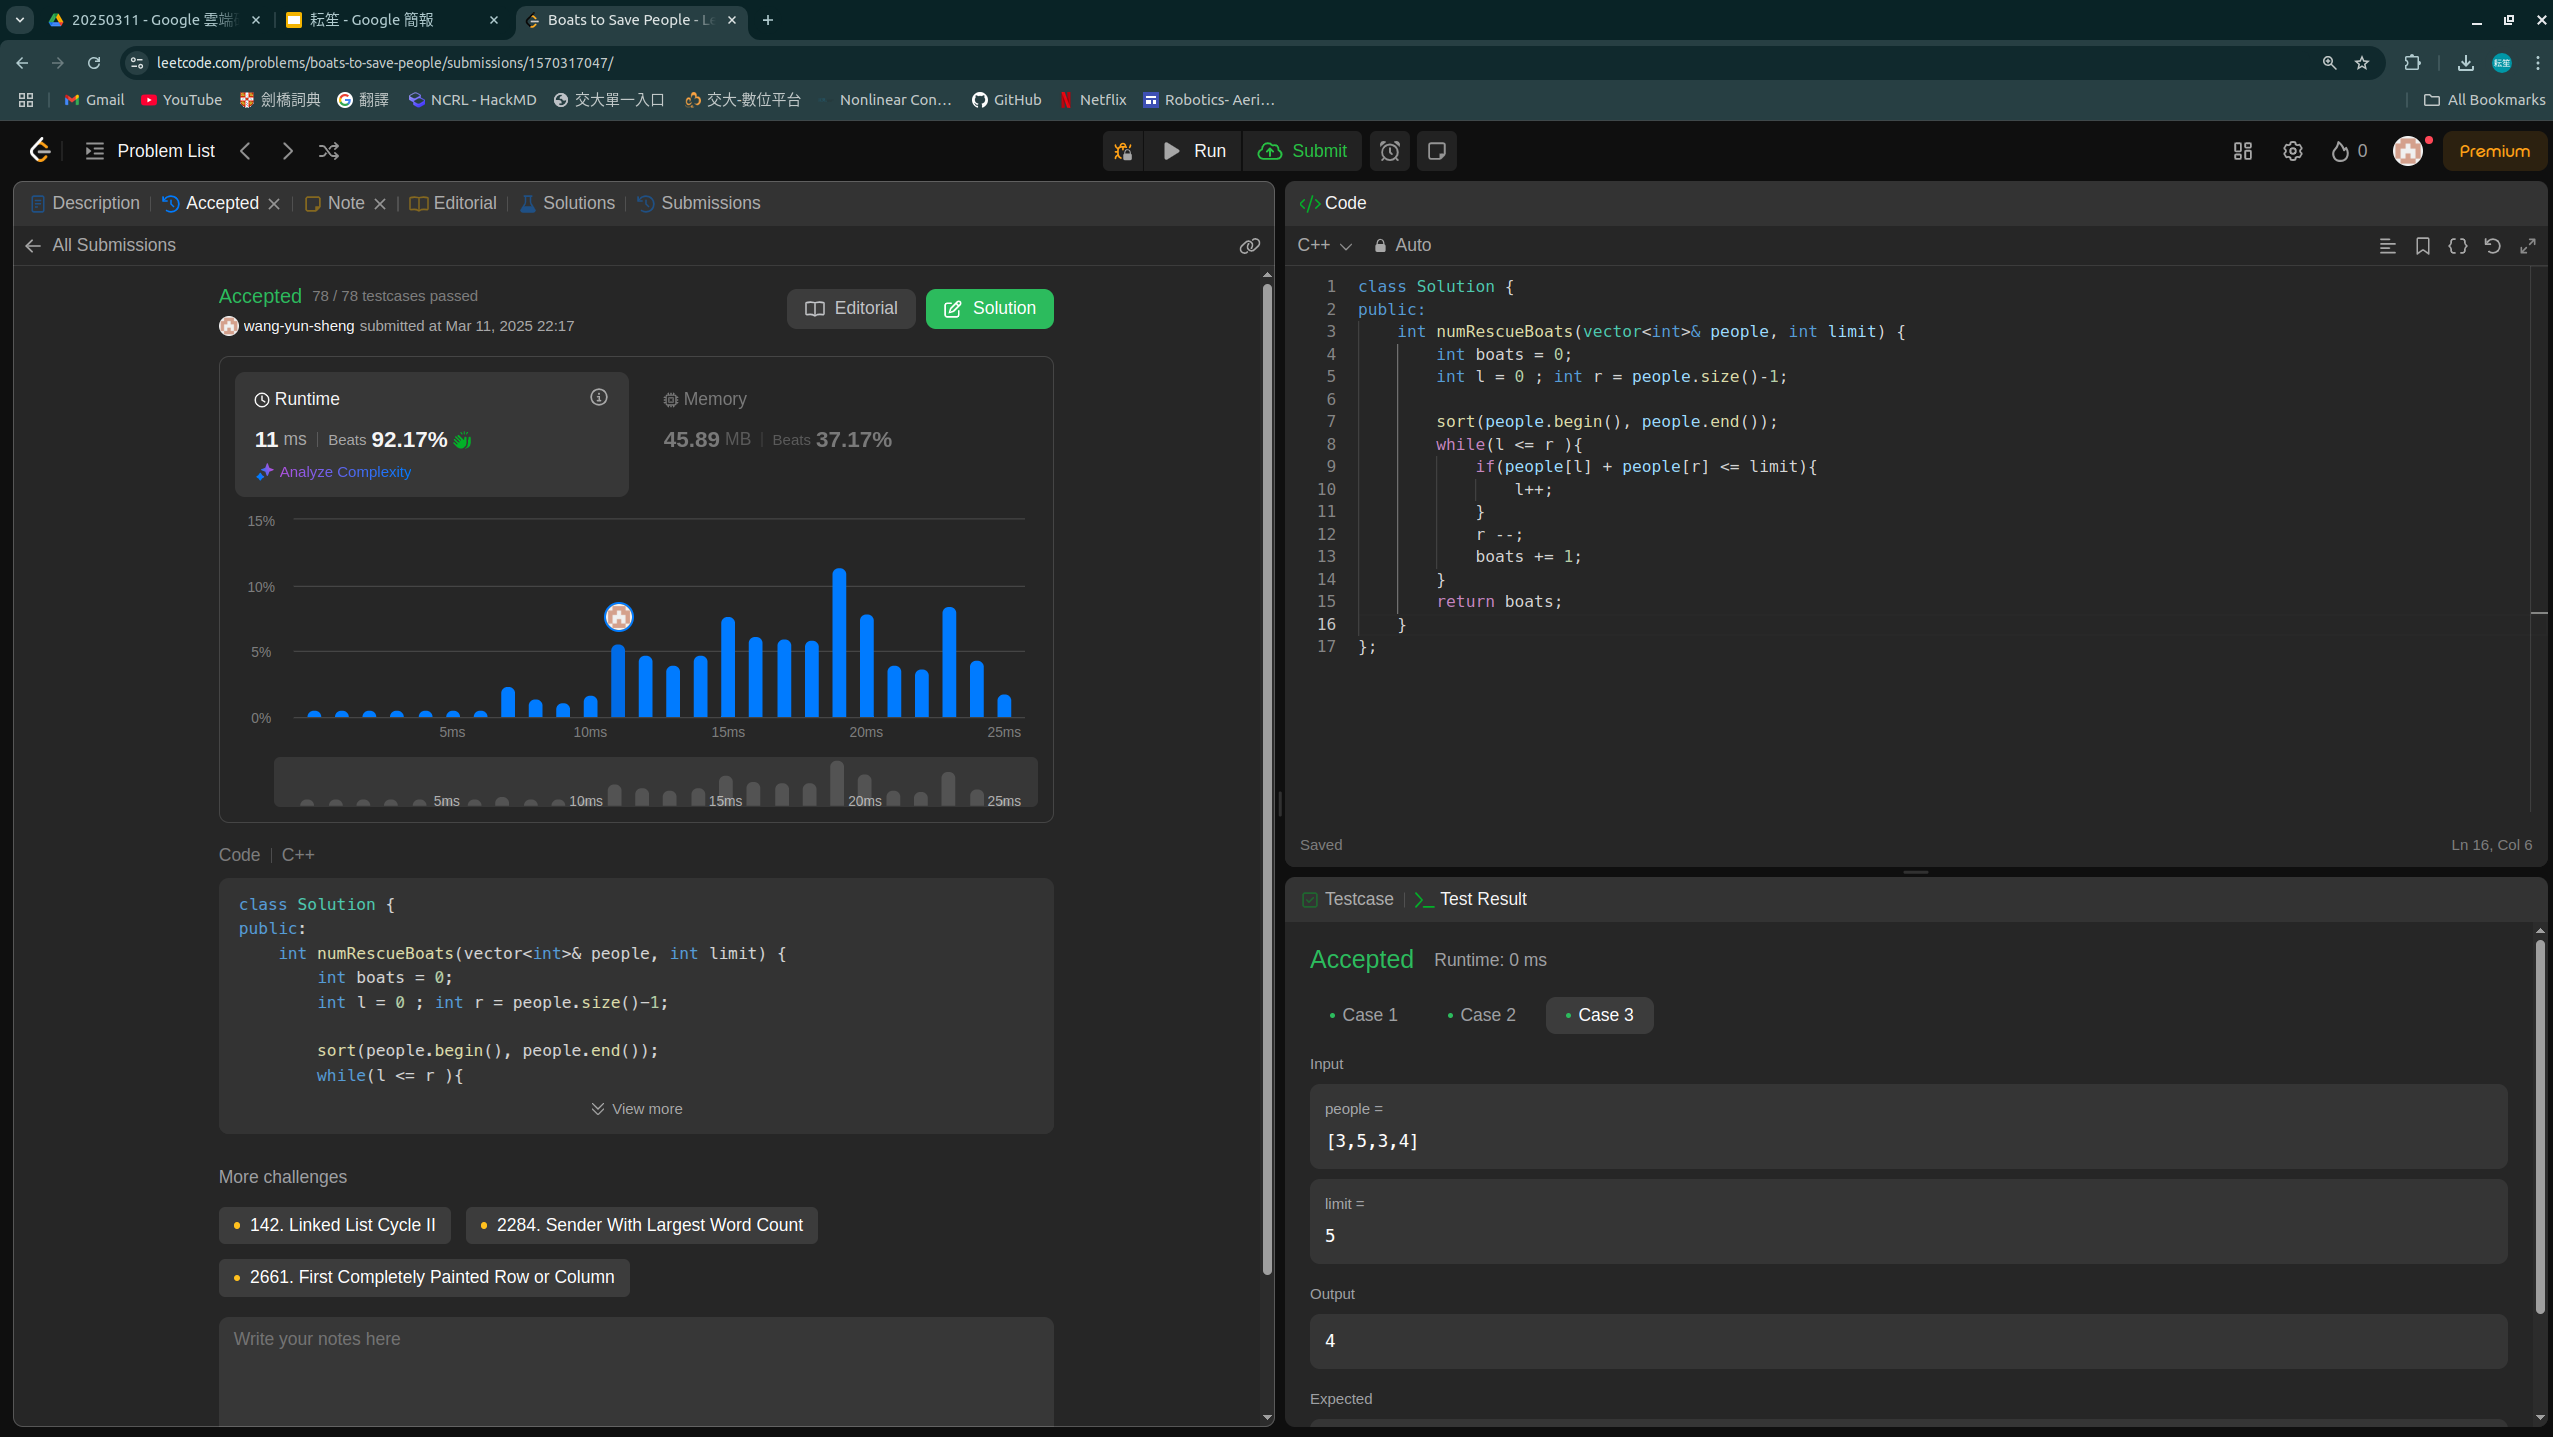 20250311 - Google 雲端
耘笙 - Google 簡報
Boats to Save People - Le
leetcode.com/problems/boats-to-save-people/submissions/1570317047/
耘笙
Gmail
YouTube
劍橋詞典
翻譯
NCRL - HackMD
交大單一入口
交大-數位平台
Nonlinear Con...
GitHub
Netflix
Robotics- Aeri...
All Bookmarks
Problem List
Run
Submit
0
Premium
Description
Accepted
Note
Editorial
Solutions
Submissions
All Submissions
Accepted 78 / 78 testcases passed
wang-yun-sheng submitted at Mar 11, 2025 22:17
Editorial
Solution
Runtime
11 ms | Beats 92.17%
Analyze Complexity
Memory
45.89 MB | Beats 37.17%
15%
10%
5%
0%
5ms 10ms 15ms 20ms 25ms
5ms 10ms 15ms 20ms 25ms
Code | C++
class Solution {
public:
    int numRescueBoats(vector<int>& people, int limit) {
        int boats = 0;
        int l = 0 ; int r = people.size()-1;
        sort(people.begin(), people.end());
        while(l <= r ){
View more
More challenges
142. Linked List Cycle II
2284. Sender With Largest Word Count
2661. First Completely Painted Row or Column
Write your notes here
</> Code
C++
Auto
1 class Solution {
2 public:
3     int numRescueBoats(vector<int>& people, int limit) {
4         int boats = 0;
5         int l = 0 ; int r = people.size()-1;
6
7         sort(people.begin(), people.end());
8         while(l <= r ){
9             if(people[l] + people[r] <= limit){
10                 l++;
11             }
12             r --;
13             boats += 1;
14         }
15         return boats;
16     }
17 };
Saved
Ln 16, Col 6
Testcase
Test Result
Accepted Runtime: 0 ms
Case 1
Case 2
Case 3
Input
people =
[3,5,3,4]
limit =
5
Output
4
Expected